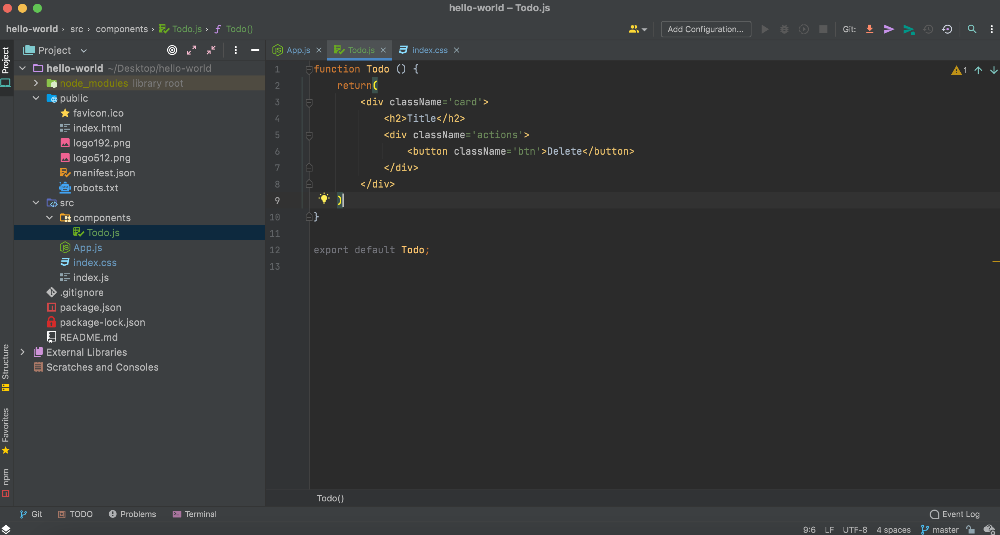 hello-world – Todo.js
hello-world › src › components › Todo.js › Todo()
Add Configuration...
Git:
Project
Project
hello-world ~/Desktop/hello-world
node_modules library root
public
favicon.ico
index.html
logo192.png
logo512.png
manifest.json
robots.txt
src
components
Todo.js
App.js
index.css
index.js
.gitignore
package.json
package-lock.json
README.md
External Libraries
Scratches and Consoles
Structure
Favorites
npm
App.js
Todo.js
index.css
1
1 function Todo () {
2     return(
3         <div className='card'>
4             <h2>Title</h2>
5             <div className='actions'>
6                 <button className='btn'>Delete</button>
7             </div>
8         </div>
9     )
10 }
11
12 export default Todo;
13
Todo()
Git
TODO
Problems
Terminal
Event Log
9:6 LF UTF-8 4 spaces master